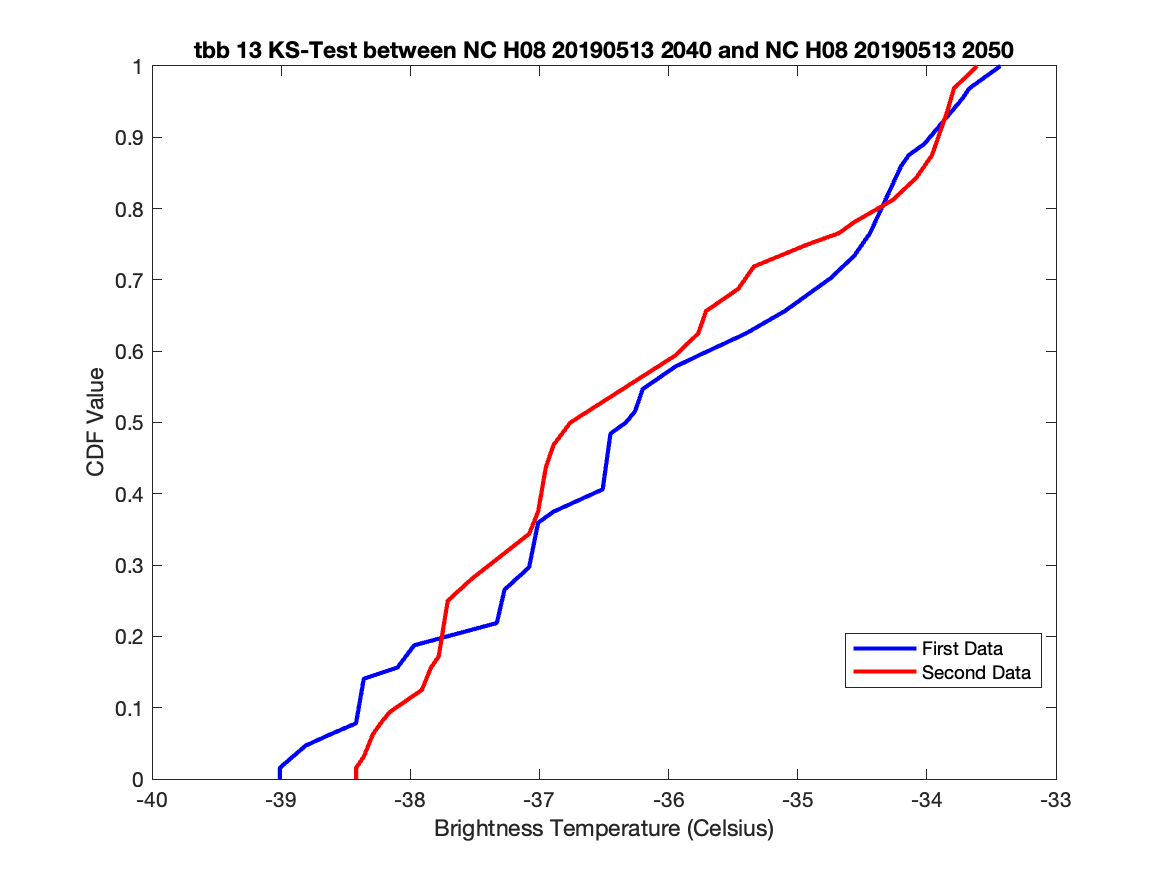 tbb 13 KS-Test between NC H08 20190513 2040 and NC H08 20190513 2050
1
0.9
0.8
0.7
0.6
0.5
0.4
0.3
0.2
0.1
0
CDF Value
First Data
Second Data
-40 -39 -38 -37 -36 -35 -34 -33
Brightness Temperature (Celsius)